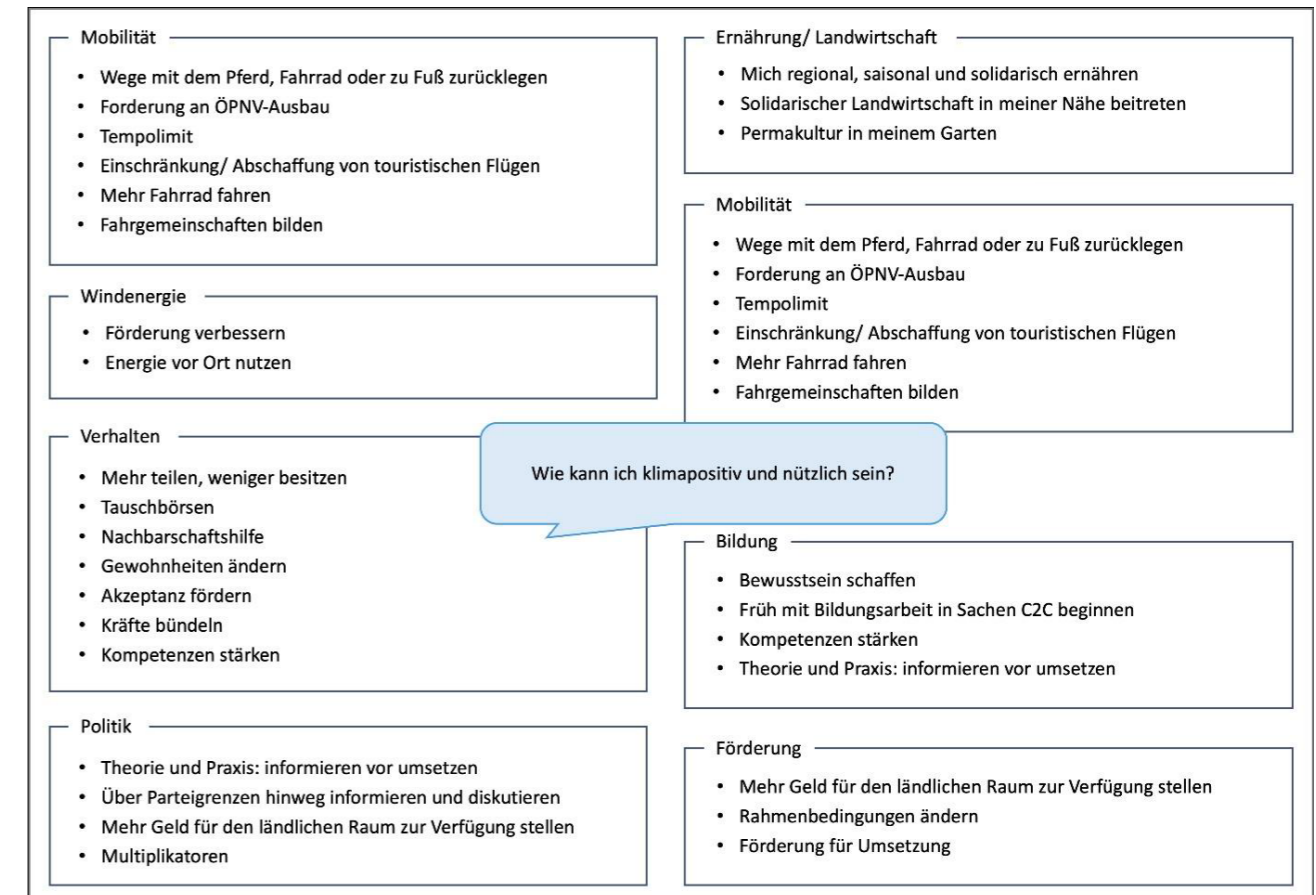 Mobilität
• Wege mit dem Pferd, Fahrrad oder zu Fuß zurücklegen
• Forderung an ÖPNV-Ausbau
• Tempolimit
• Einschränkung/ Abschaffung von touristischen Flügen
• Mehr Fahrrad fahren
• Fahrgemeinschaften bilden
Windenergie
• Förderung verbessern
• Energie vor Ort nutzen
Verhalten
• Mehr teilen, weniger besitzen
• Tauschbörsen
• Nachbarschaftshilfe
• Gewohnheiten ändern
• Akzeptanz fördern
• Kräfte bündeln
• Kompetenzen stärken
Politik
• Theorie und Praxis: informieren vor umsetzen
• Über Parteigrenzen hinweg informieren und diskutieren
• Mehr Geld für den ländlichen Raum zur Verfügung stellen
• Multiplikatoren
Wie kann ich klimapositiv und nützlich sein?
Ernährung/ Landwirtschaft
• Mich regional, saisonal und solidarisch ernähren
• Solidarischer Landwirtschaft in meiner Nähe beitreten
• Permakultur in meinem Garten
Mobilität
• Wege mit dem Pferd, Fahrrad oder zu Fuß zurücklegen
• Forderung an ÖPNV-Ausbau
• Tempolimit
• Einschränkung/ Abschaffung von touristischen Flügen
• Mehr Fahrrad fahren
• Fahrgemeinschaften bilden
Bildung
• Bewusstsein schaffen
• Früh mit Bildungsarbeit in Sachen C2C beginnen
• Kompetenzen stärken
• Theorie und Praxis: informieren vor umsetzen
Förderung
• Mehr Geld für den ländlichen Raum zur Verfügung stellen
• Rahmenbedingungen ändern
• Förderung für Umsetzung